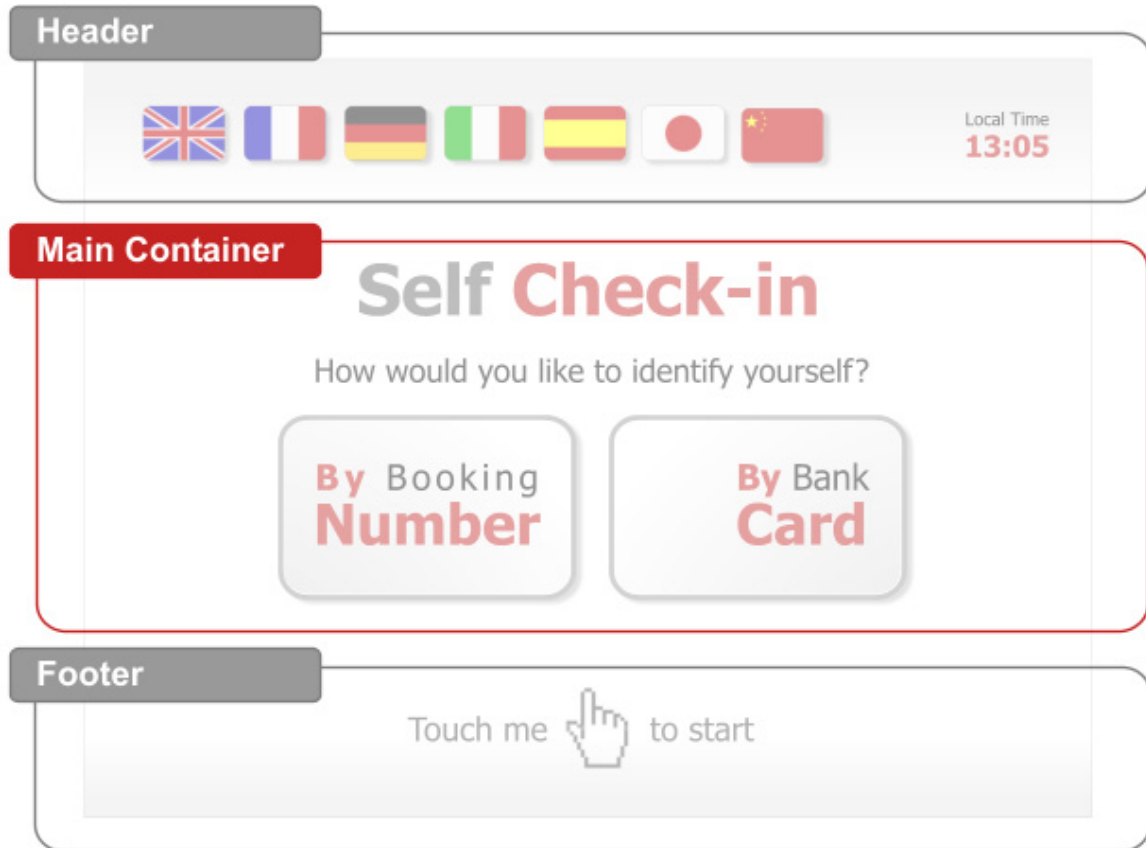 Header
Local Time
13:05
Main Container
Self Check-in
How would you like to identify yourself?
By Booking
Number
By Bank
Card
Footer
Touch me to start